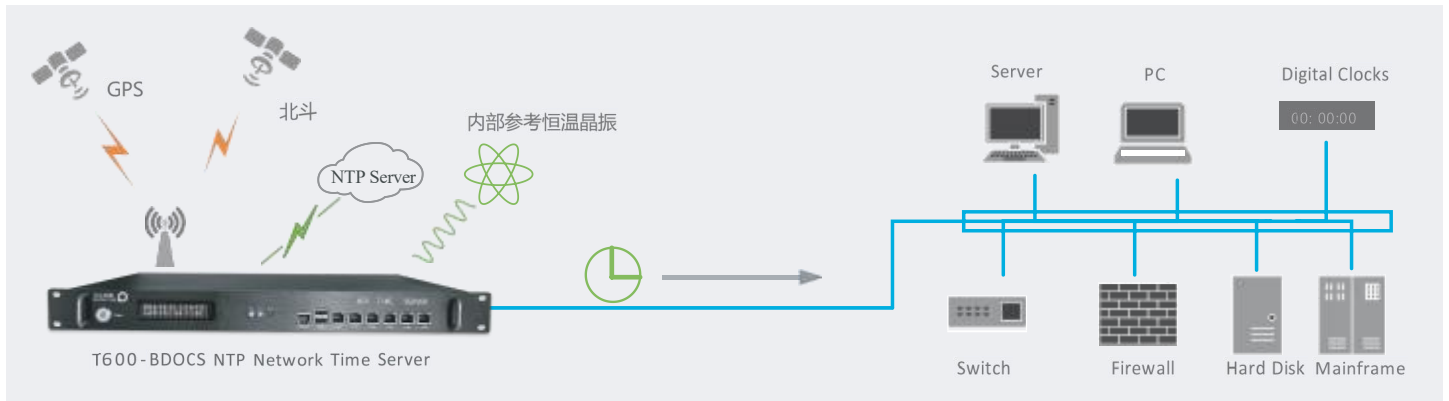 GPS
北斗
NTP Server
内部参考恒温晶振
T600-BDOCS NTP Network Time Server
Server
PC
Digital Clocks
00: 00:00
Switch
Firewall
Hard Disk
Mainframe